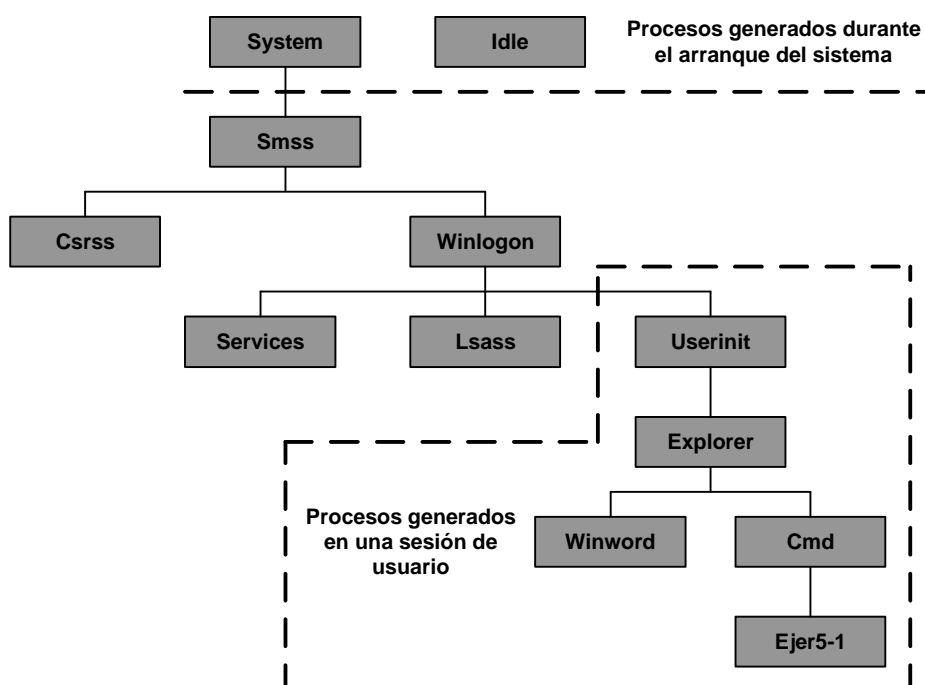 System
Idle
Procesos generados durante
el arranque del sistema
Smss
Csrss
Winlogon
Services
Lsass
Userinit
Explorer
Procesos generados
en una sesión de
usuario
Winword
Cmd
Ejer5-1